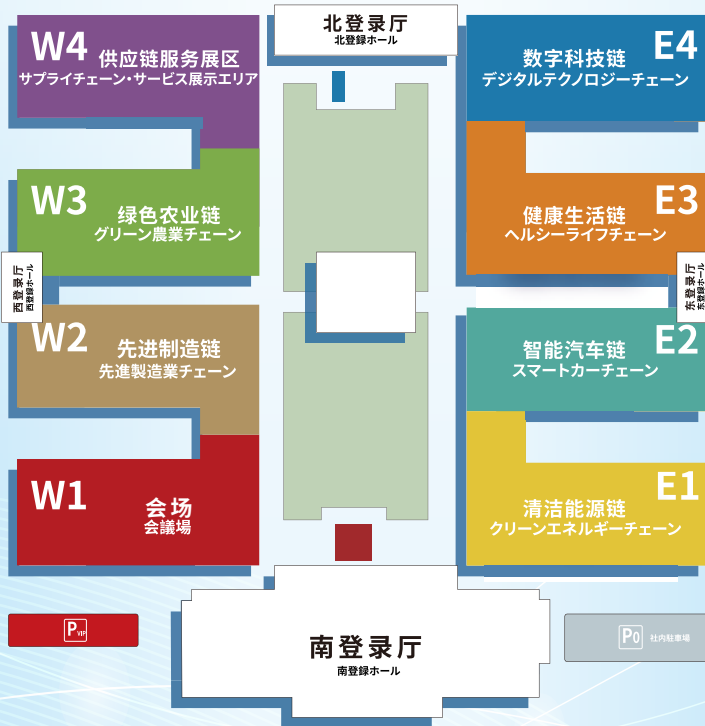 北登录厅
北登録ホール
W4 供应链服务展区
サプライチェーン・サービス展示エリア
E4
数字科技链
デジタルテクノロジーチェーン
W3
绿色农业链
グリーン農業チェーン
E3
健康生活链
ヘルシーライフチェーン
西登录厅
西登録ホール
东登录厅
东登録ホール
W2
先进制造链
先進製造業チェーン
E2
智能汽车链
スマートカーチェーン
W1
会场
会議場
E1
清洁能源链
クリーンエネルギーチェーン
南登录厅
南登録ホール
P VIP
P0 社内駐車場